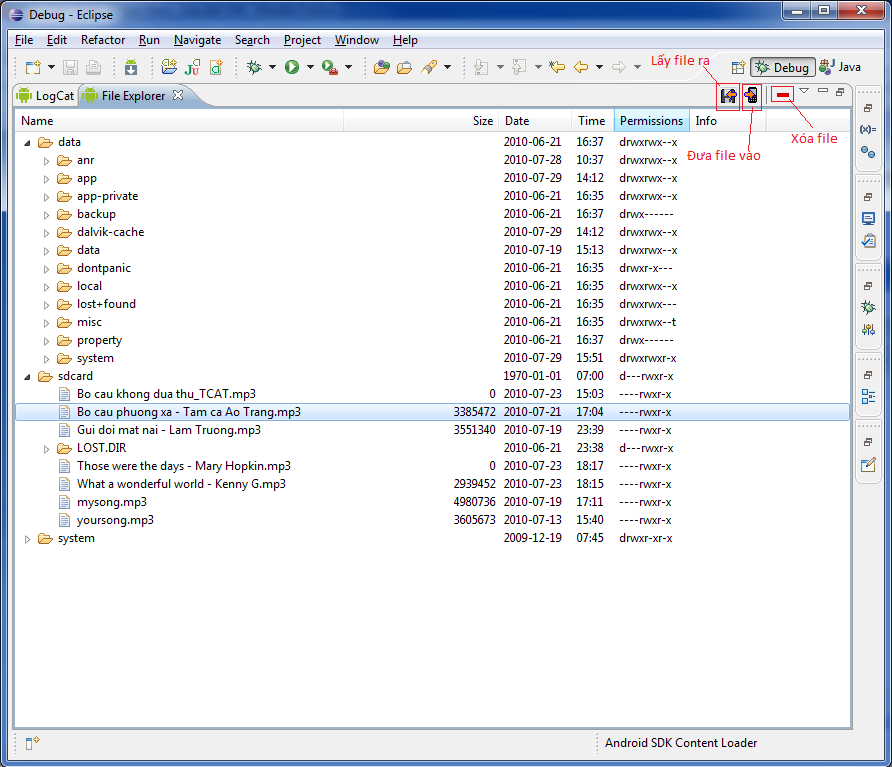 Debug - Eclipse
File Edit Refactor Run Navigate Search Project Window Help
Lấy file ra
Debug Java
LogCat File Explorer
Xóa file
Đưa file vào
Name Size Date Time Permissions Info
data 2010-06-21 16:37 drwxrwx--x
anr 2010-07-28 10:37 drwxrwx--x
app 2010-07-29 14:12 drwxrwx--x
app-private 2010-06-21 16:35 drwxrwx--x
backup 2010-06-21 16:37 drwx------
dalvik-cache 2010-07-29 14:12 drwxrwx--x
data 2010-07-19 15:13 drwxrwx--x
dontpanic 2010-06-21 16:35 drwxr-x---
local 2010-06-21 16:35 drwxrwx--x
lost+found 2010-06-21 16:35 drwxrwx---
misc 2010-06-21 16:35 drwxrwx--t
property 2010-06-21 16:37 drwx------
system 2010-07-29 15:51 drwxrwxr-x
sdcard 1970-01-01 07:00 d---rwxr-x
Bo cau khong dua thu_TCAT.mp3 0 2010-07-23 15:03 ----rwxr-x
Bo cau phuong xa - Tam ca Ao Trang.mp3 3385472 2010-07-21 17:04 ----rwxr-x
Gui doi mat nai - Lam Truong.mp3 3551340 2010-07-19 23:39 ----rwxr-x
LOST.DIR 2010-06-21 23:38 d---rwxr-x
Those were the days - Mary Hopkin.mp3 0 2010-07-23 18:17 ----rwxr-x
What a wonderful world - Kenny G.mp3 2939452 2010-07-23 18:15 ----rwxr-x
mysong.mp3 4980736 2010-07-19 17:11 ----rwxr-x
yoursong.mp3 3605673 2010-07-13 15:40 ----rwxr-x
system 2009-12-19 07:45 drwxr-xr-x
(x)=
Android SDK Content Loader